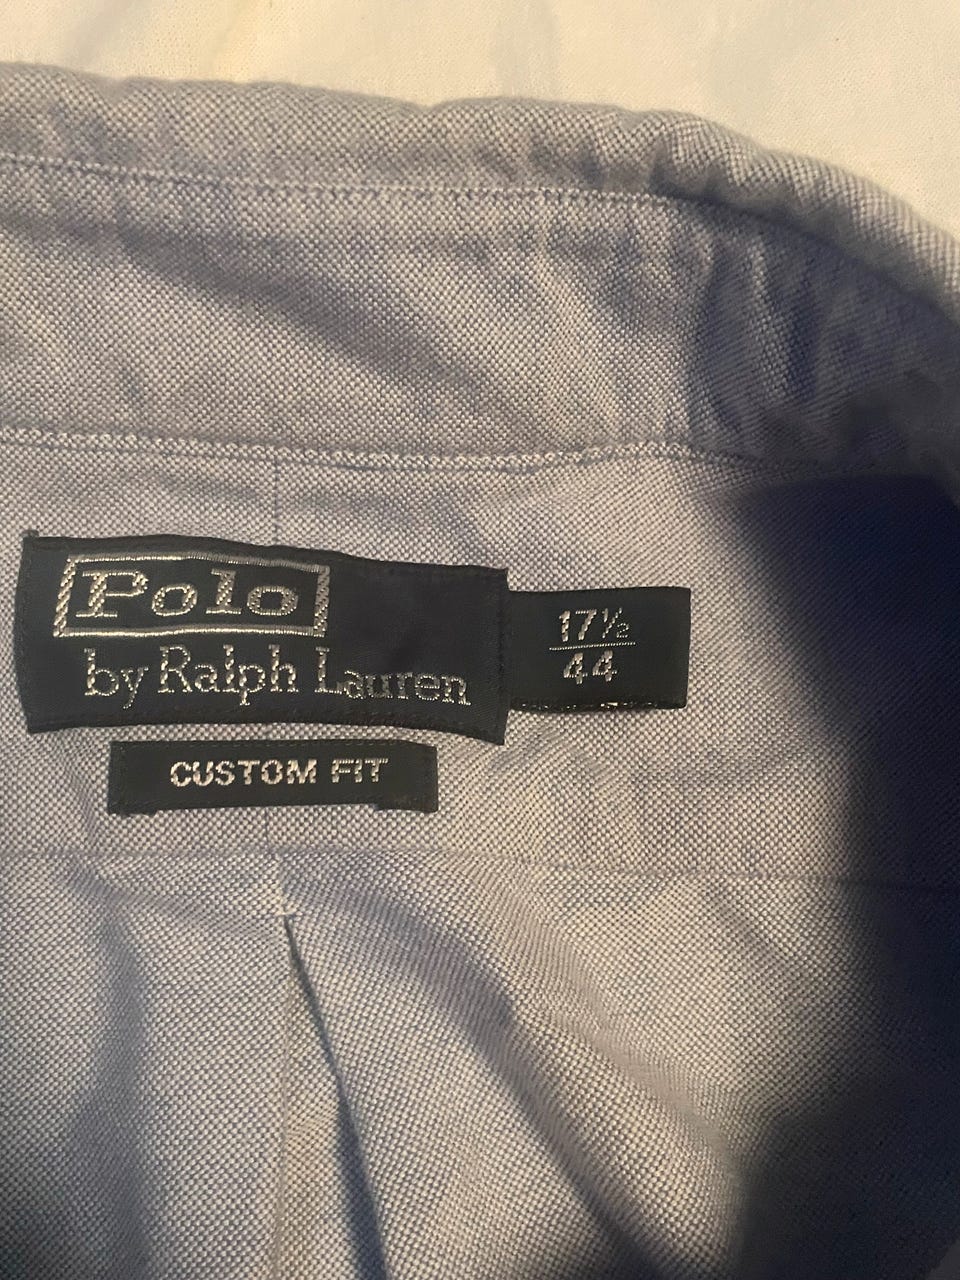 Polo
by Ralph Lauren
17½
44
CUSTOM FIT